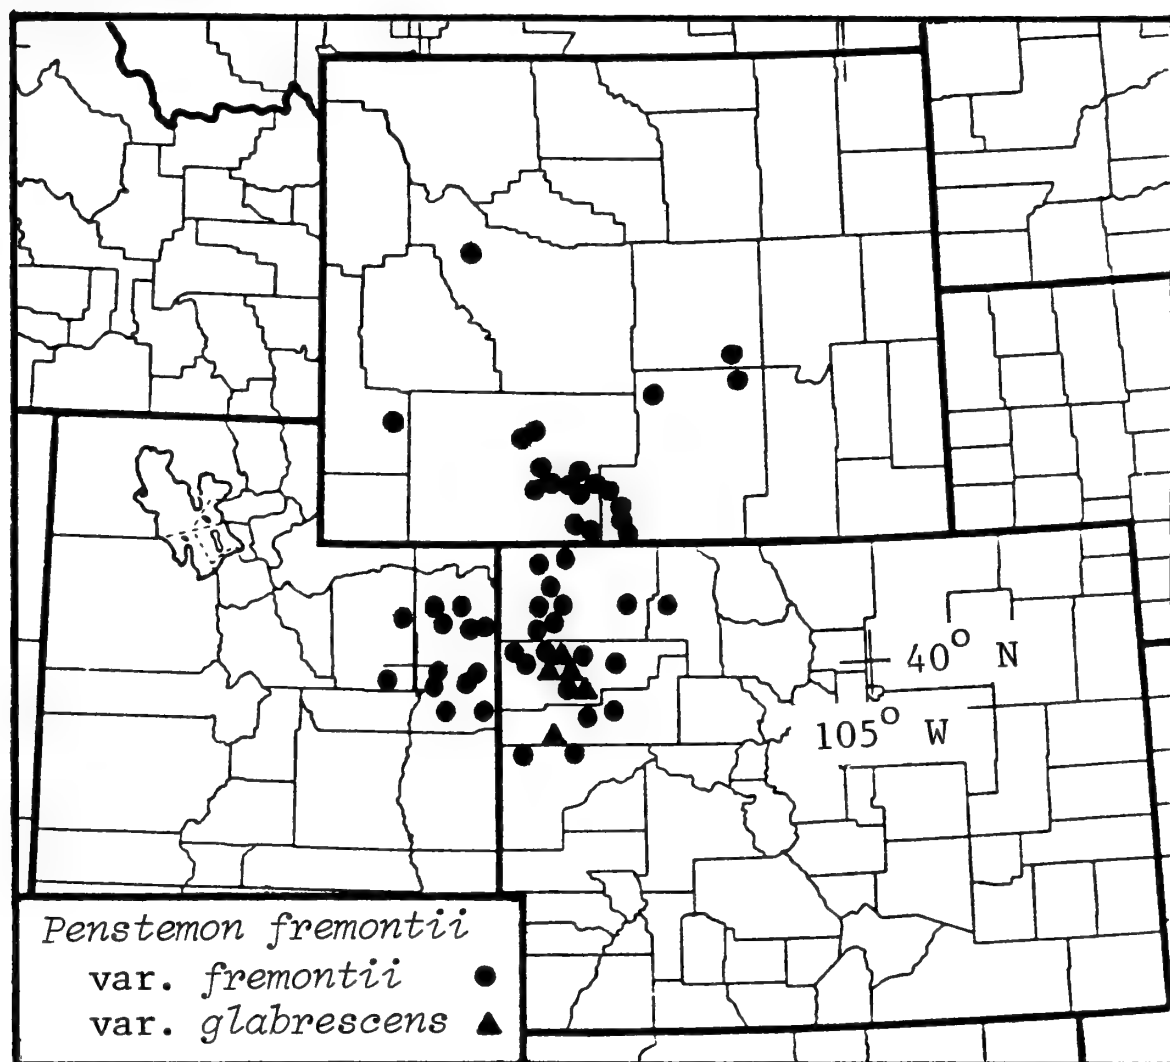 40° N
105° W
Penstemon fremontii
var. fremontii
var. glabrescens